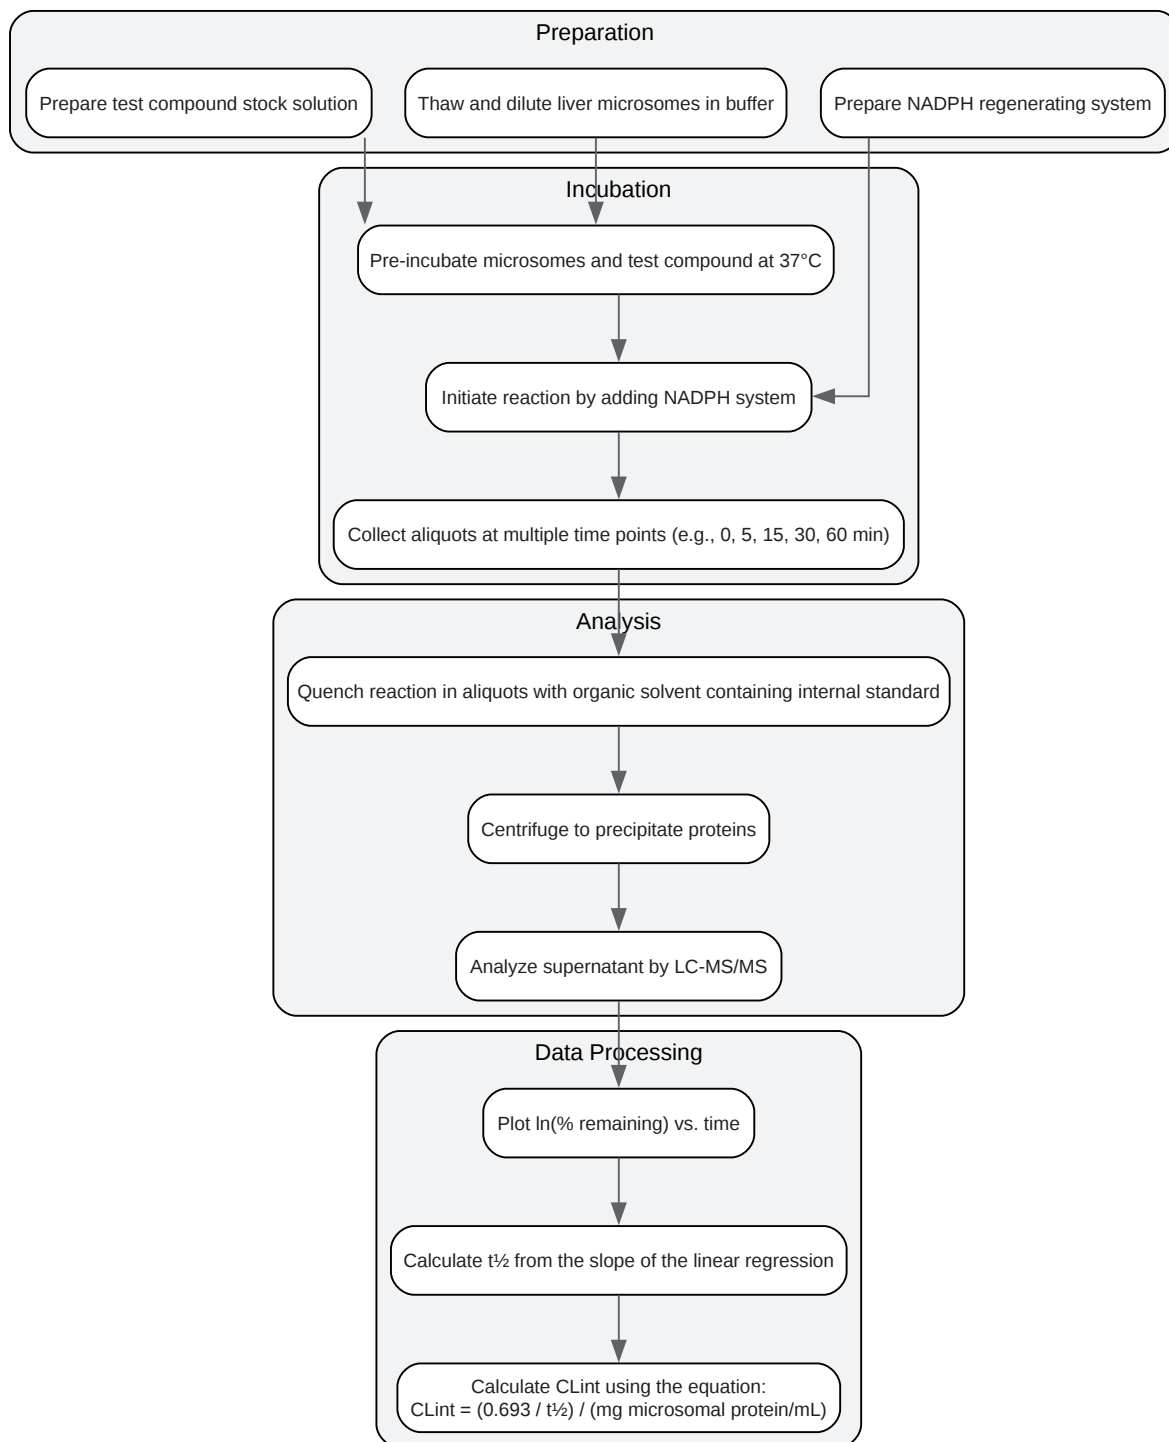 Preparation
Prepare test compound stock solution
Thaw and dilute liver microsomes in buffer
Prepare NADPH regenerating system
Incubation
Pre-incubate microsomes and test compound at 37°C
Initiate reaction by adding NADPH system
Collect aliquots at multiple time points (e.g., 0, 5, 15, 30, 60 min)
Analysis
Quench reaction in aliquots with organic solvent containing internal standard
Centrifuge to precipitate proteins
Analyze supernatant by LC-MS/MS
Data Processing
Plot ln(% remaining) vs. time
Calculate t½ from the slope of the linear regression
Calculate CLint using the equation:
CLint = (0.693 / t½) / (mg microsomal protein/mL)